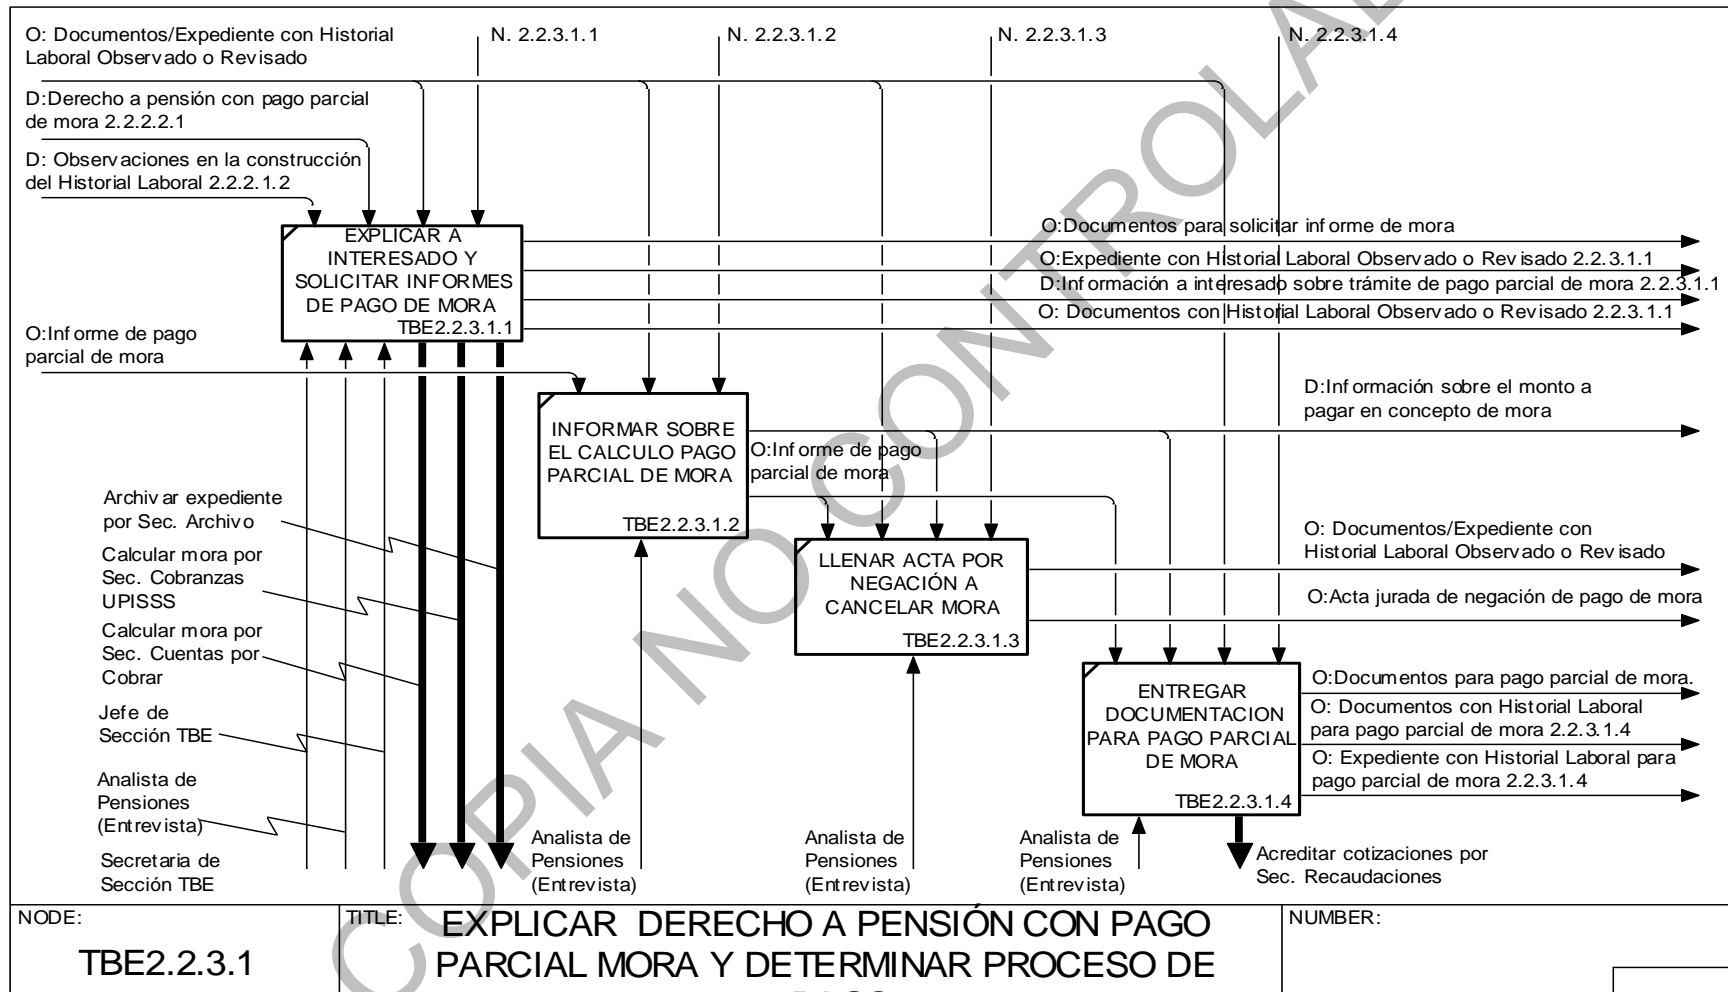 O: Documentos/Expediente con Historial
Laboral Observado o Revisado
N. 2.2.3.1.1
N. 2.2.3.1.2
N. 2.2.3.1.3
N. 2.2.3.1.4
D:Derecho a pensión con pago parcial
de mora 2.2.2.2.1
D: Observaciones en la construcción
del Historial Laboral 2.2.2.1.2
EXPLICAR A
INTERESADO Y
SOLICITAR INFORMES
DE PAGO DE MORA
TBE2.2.3.1.1
O:Documentos para solicitar informe de mora
O:Expediente con Historial Laboral Observado o Revisado 2.2.3.1.1
D:Información a interesado sobre trámite de pago parcial de mora 2.2.3.1.1
O: Documentos con Historial Laboral Observado o Revisado 2.2.3.1.1
O:Informe de pago
parcial de mora
D:Información sobre el monto a
pagar en concepto de mora
INFORMAR SOBRE
EL CALCULO PAGO
PARCIAL DE MORA
TBE2.2.3.1.2
O:Informe de pago
parcial de mora
Archivar expediente
por Sec. Archivo
Calcular mora por
Sec. Cobranzas
UPISSS
Calcular mora por
Sec. Cuentas por
Cobrar
Jefe de
Sección TBE
Analista de
Pensiones
(Entrevista)
Secretaria de
Sección TBE
LLENAR ACTA POR
NEGACIÓN A
CANCELAR MORA
TBE2.2.3.1.3
O: Documentos/Expediente con
Historial Laboral Observado o Revisado
O:Acta jurada de negación de pago de mora
ENTREGAR
DOCUMENTACION
PARA PAGO PARCIAL
DE MORA
TBE2.2.3.1.4
O:Documentos para pago parcial de mora.
O: Documentos con Historial Laboral
para pago parcial de mora 2.2.3.1.4
O: Expediente con Historial Laboral para
pago parcial de mora 2.2.3.1.4
Analista de
Pensiones
(Entrevista)
Analista de
Pensiones
(Entrevista)
Analista de
Pensiones
(Entrevista)
Acreditar cotizaciones por
Sec. Recaudaciones
NODE:
TBE2.2.3.1
TITLE:
EXPLICAR DERECHO A PENSIÓN CON PAGO
PARCIAL MORA Y DETERMINAR PROCESO DE
NUMBER:
COPIA NO CONTROLA